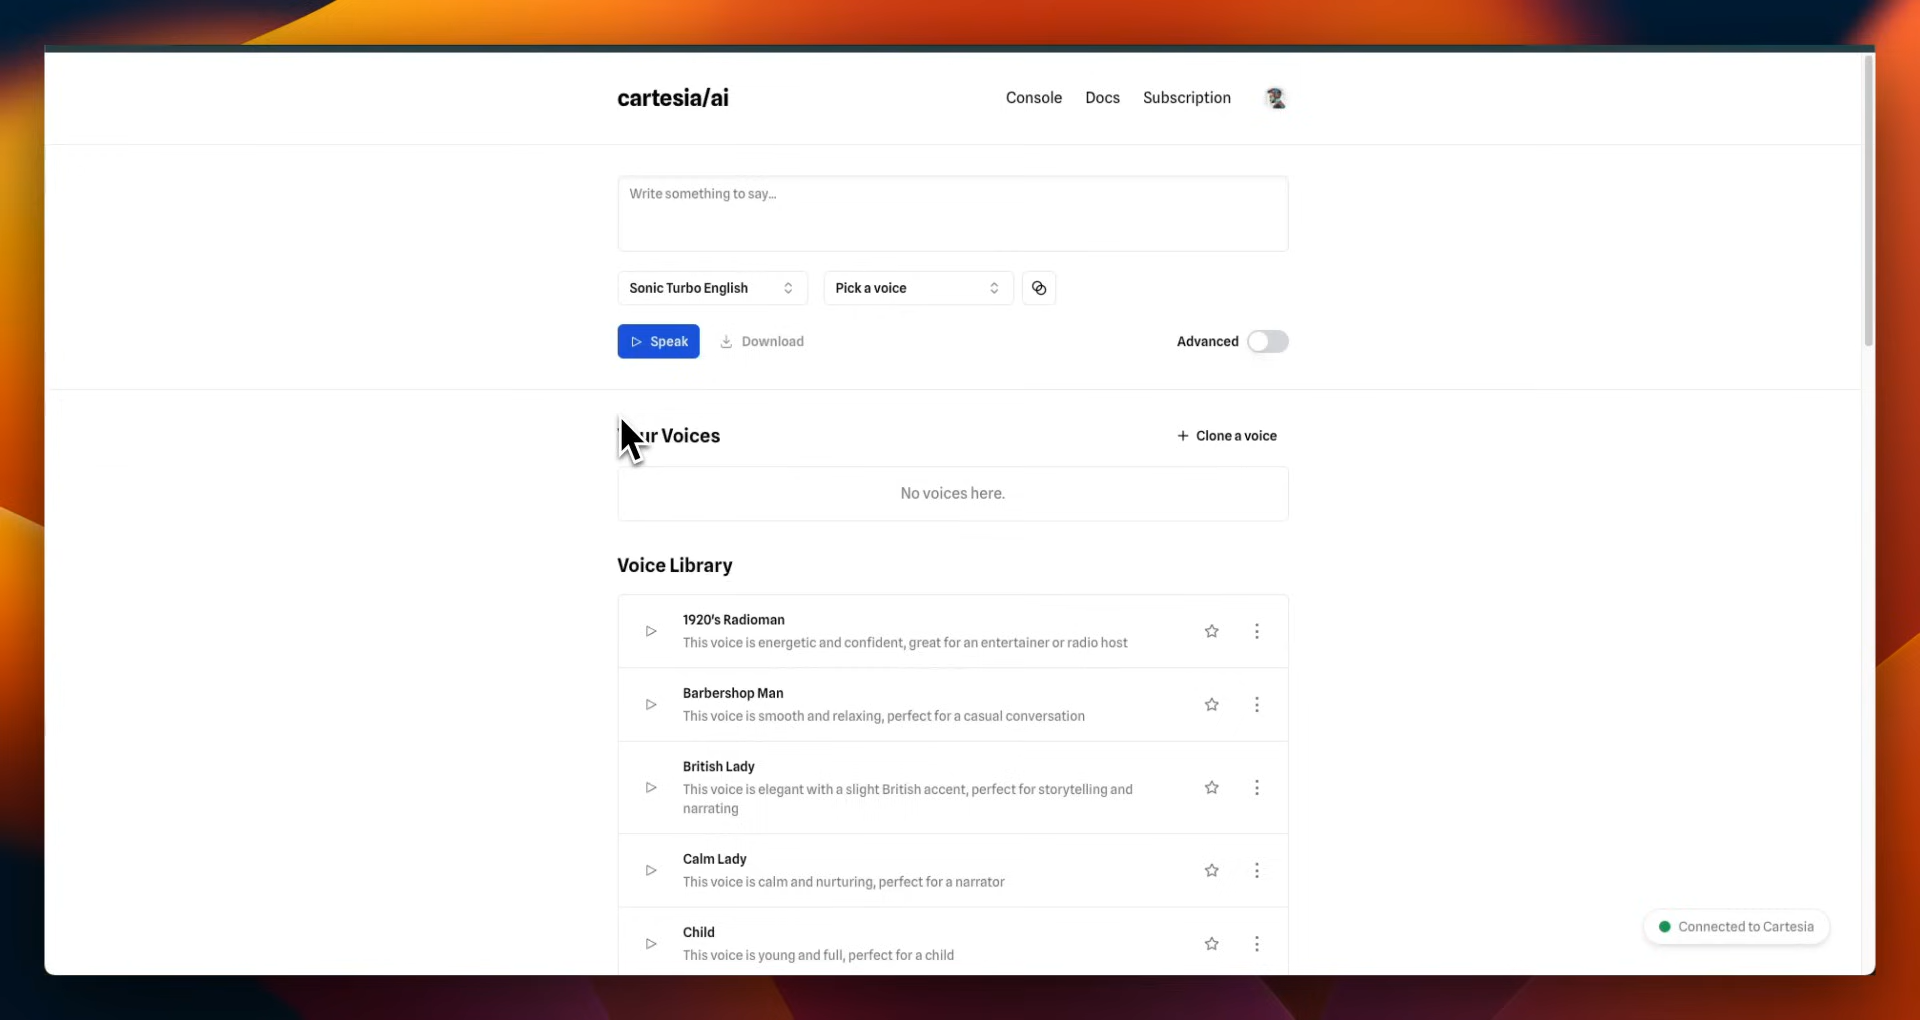 cartesia/ai
Console Docs Subscription
Write something to say...
Sonic Turbo English
Pick a voice
Speak
Download
Advanced
Voices
+ Clone a voice
No voices here.
Voice Library
1920's Radioman
This voice is energetic and confident, great for an entertainer or radio host
Barbershop Man
This voice is smooth and relaxing, perfect for a casual conversation
British Lady
This voice is elegant with a slight British accent, perfect for storytelling and
narrating
Calm Lady
This voice is calm and nurturing, perfect for a narrator
Child
This voice is young and full, perfect for a child
Connected to Cartesia